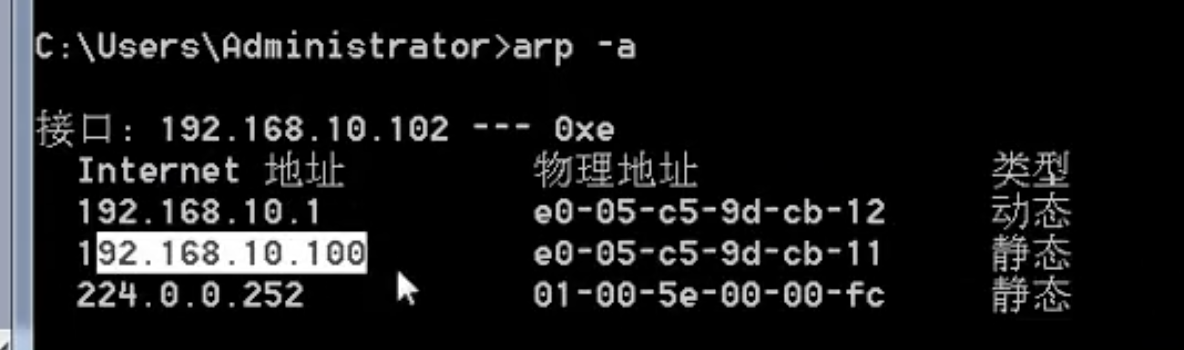 C:\Users\Administrator>arp -a
接口: 192.168.10.102 --- 0xe
Internet 地址 物理地址 类型
192.168.10.1 e0-05-c5-9d-cb-12 动态
192.168.10.100 e0-05-c5-9d-cb-11 静态
224.0.0.252 01-00-5e-00-00-fc 静态